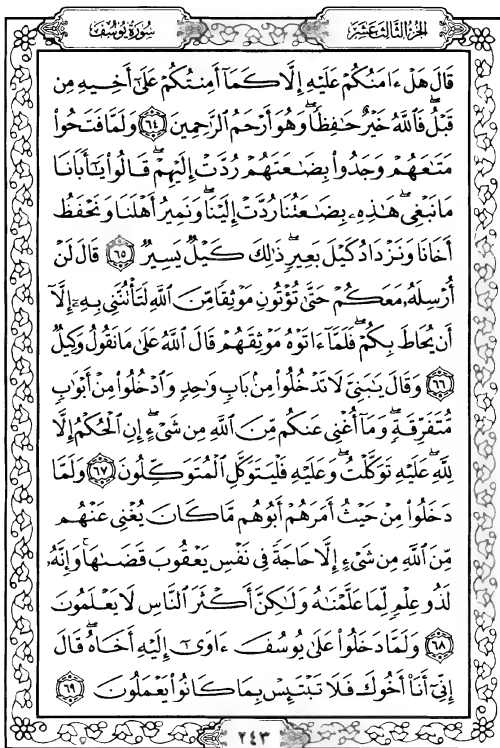 الجزء الثالث عشر
سورة يوسف
قَالَ هَلْ ءَامَنُكُمْ عَلَيْهِ إِلَّا كَمَآ أَمِنتُكُمْ عَلَىٰٓ أَخِيهِ مِن
قَبْلُ ۖ فَٱللَّهُ خَيْرٌ حَـٰفِظًا ۖ وَهُوَ أَرْحَمُ ٱلرَّٰحِمِينَ ٦٤ وَلَمَّا فَتَحُوا۟
مَتَـٰعَهُمْ وَجَدُوا۟ بِضَـٰعَتَهُمْ رُدَّتْ إِلَيْهِمْ ۖ قَالُوا۟ يَـٰٓأَبَانَا
مَا نَبْغِى ۖ هَـٰذِهِۦ بِضَـٰعَتُنَا رُدَّتْ إِلَيْنَا ۖ وَنَمِيرُ أَهْلَنَا وَنَحْفَظُ
أَخَانَا وَنَزْدَادُ كَيْلَ بَعِيرٍ ۖ ذَٰلِكَ كَيْلٌ يَسِيرٌ ٦٥ قَالَ لَنْ
أُرْسِلَهُۥ مَعَكُمْ حَتَّىٰ تُؤْتُونِ مَوْثِقًا مِّنَ ٱللَّهِ لَتَأْتُنَّنِى بِهِۦٓ إِلَّآ
أَن يُحَاطَ بِكُمْ ۖ فَلَمَّآ ءَاتَوْهُ مَوْثِقَهُمْ قَالَ ٱللَّهُ عَلَىٰ مَا نَقُولُ وَكِيلٌ
٦٦ وَقَالَ يَـٰبَنِىَّ لَا تَدْخُلُوا۟ مِنۢ بَابٍ وَٰحِدٍ وَٱدْخُلُوا۟ مِنْ أَبْوَٰبٍ
مُّتَفَرِّقَةٍ ۖ وَمَآ أُغْنِى عَنكُم مِّنَ ٱللَّهِ مِن شَىْءٍ ۖ إِنِ ٱلْحُكْمُ إِلَّا
لِلَّهِ ۖ عَلَيْهِ تَوَكَّلْتُ ۖ وَعَلَيْهِ فَلْيَتَوَكَّلِ ٱلْمُتَوَكِّلُونَ ٦٧ وَلَمَّا
دَخَلُوا۟ مِنْ حَيْثُ أَمَرَهُمْ أَبُوهُم مَّا كَانَ يُغْنِى عَنْهُم
مِّنَ ٱللَّهِ مِن شَىْءٍ إِلَّا حَاجَةً فِى نَفْسِ يَعْقُوبَ قَضَىٰهَا ۚ وَإِنَّهُۥ
لَذُو عِلْمٍ لِّمَا عَلَّمْنَـٰهُ وَلَـٰكِنَّ أَكْثَرَ ٱلنَّاسِ لَا يَعْلَمُونَ
٦٨ وَلَمَّا دَخَلُوا۟ عَلَىٰ يُوسُفَ ءَاوَىٰٓ إِلَيْهِ أَخَاهُ ۖ قَالَ
إِنِّىٓ أَنَا۠ أَخُوكَ فَلَا تَبْتَئِسْ بِمَا كَانُوا۟ يَعْمَلُونَ ٦٩
٢٤٣